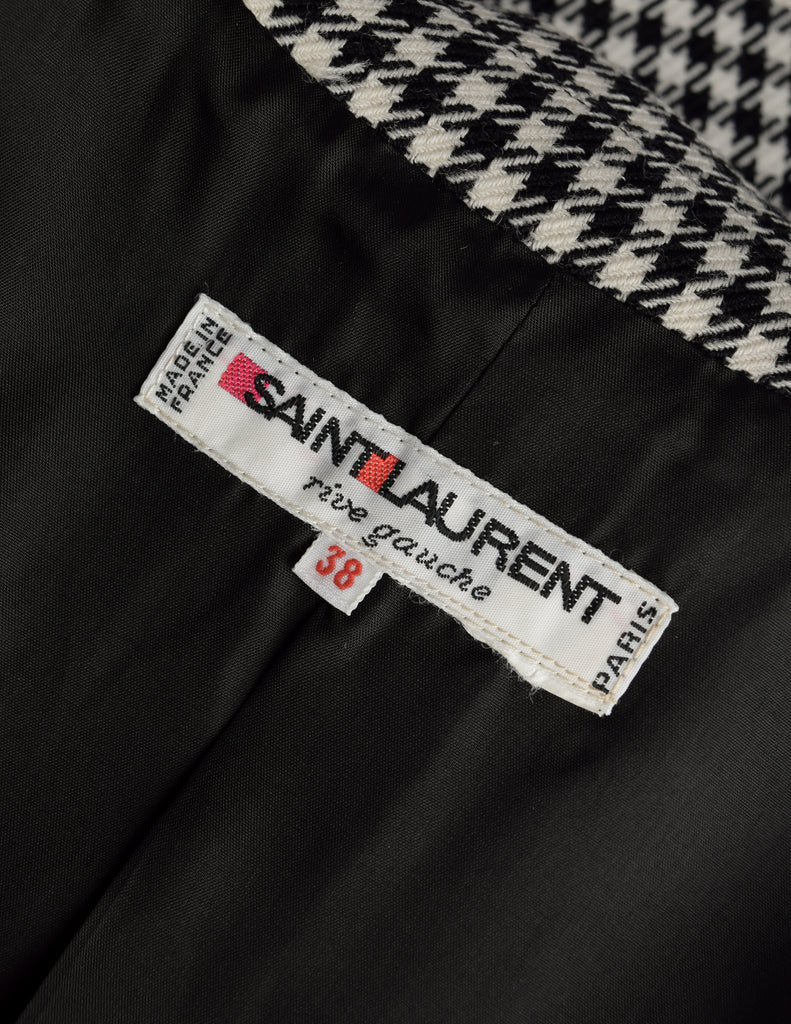 MADE IN
FRANCE
SAINT LAURENT
rive gauche
PARIS
38